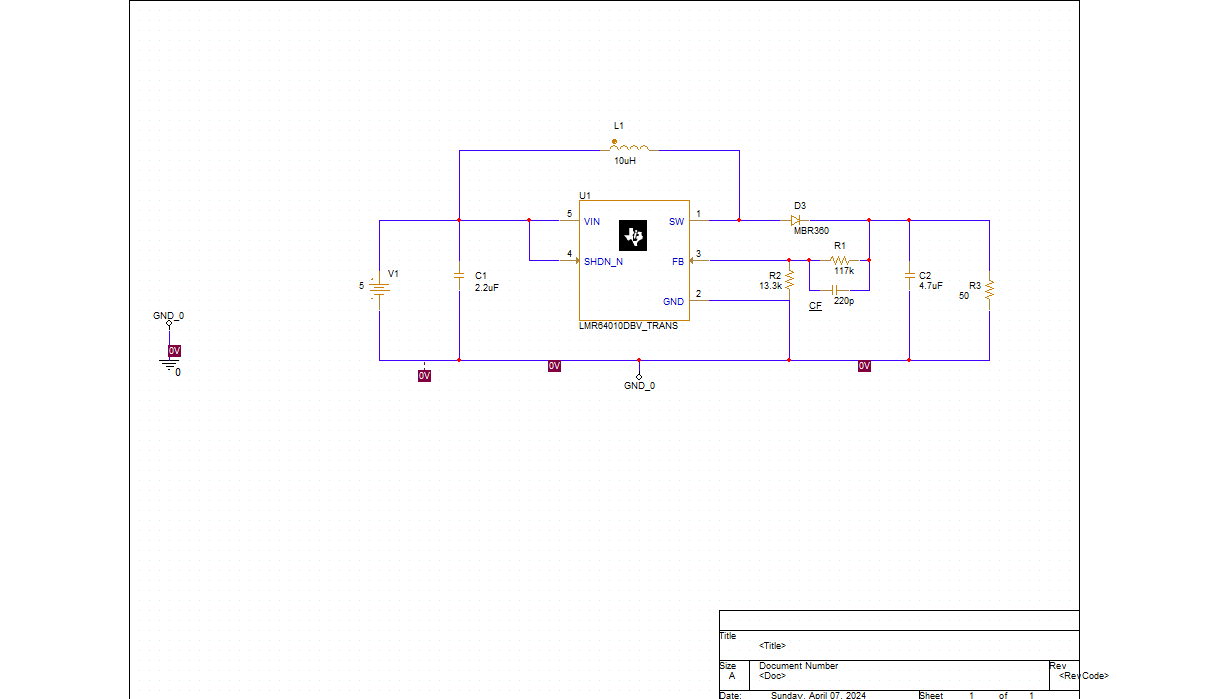 L1
10uH
U1
5
VIN
SW
1
D3
MBR360
4
SHDN_N
FB
3
R1
117k
GND
2
R2
13.3k
CF
220p
LMR64010DBV_TRANS
V1
5
C1
2.2uF
C2
4.7uF
R3
50
GND_0
0V
0
0V
0V
0V
GND_0
Title
<Title>
Size
A
Document Number
<Doc>
Rev
<RevCode>
Date:
Sunday, April 07, 2024
Sheet
1
of
1